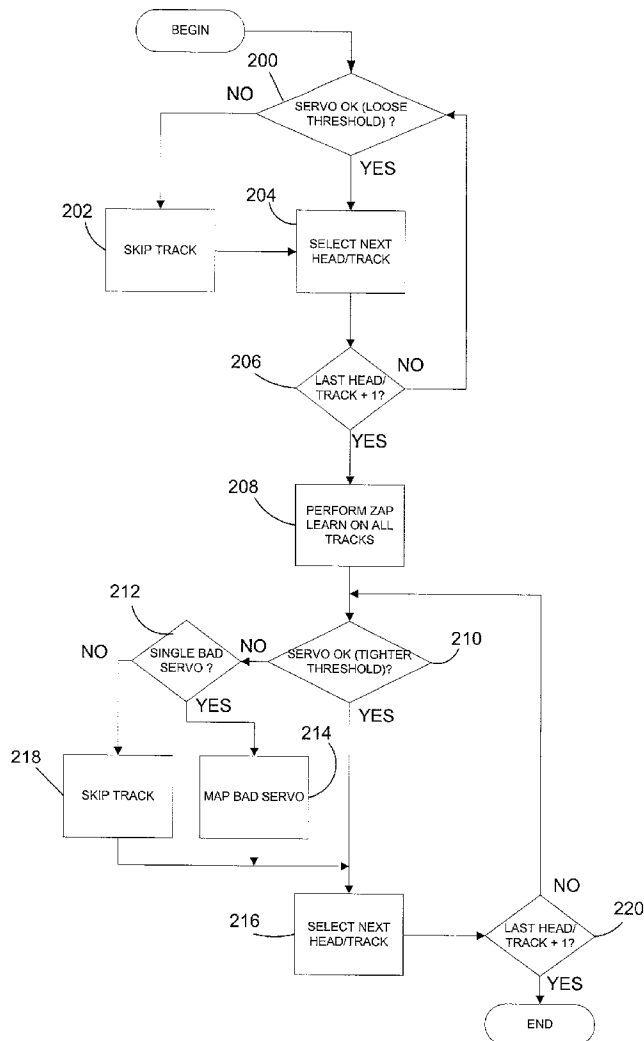 BEGIN
200
NO
SERVO OK (LOOSE
THRESHOLD) ?
YES
202
204
SKIP TRACK
SELECT NEXT
HEAD/TRACK
206
NO
LAST HEAD/
TRACK + 1?
YES
208
PERFORM ZAP
LEARN ON ALL
TRACKS
212
210
NO
SINGLE BAD
SERVO ?
NO
SERVO OK (TIGHTER
THRESHOLD)?
YES
YES
218
214
SKIP TRACK
MAP BAD SERVO
NO
216
SELECT NEXT
HEAD/TRACK
LAST HEAD/
TRACK + 1?
220
YES
END